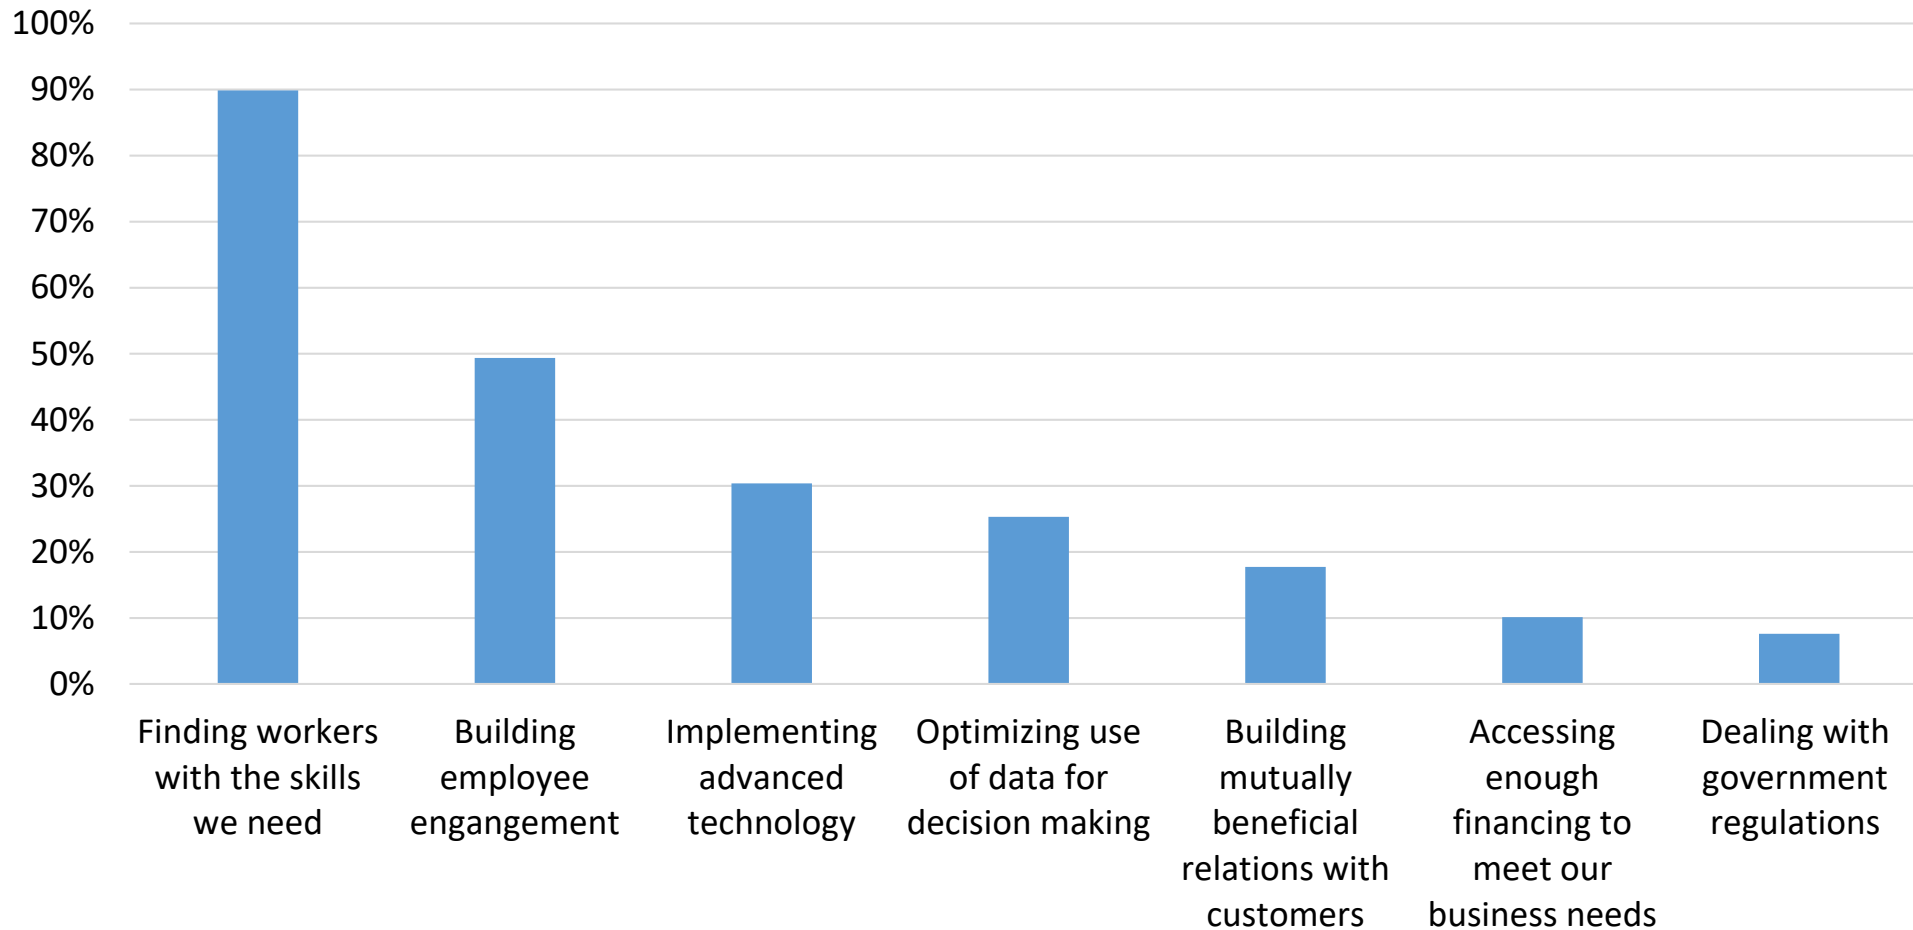 100%
90%
80%
70%
60%
50%
40%
30%
20%
10%
0%
Finding workers
with the skills
we need
Building
employee
engangement
Implementing
advanced
technology
Optimizing use
of data for
decision making
Building
mutually
beneficial
relations with
customers
Accessing
enough
financing to
meet our
business needs
Dealing with
government
regulations